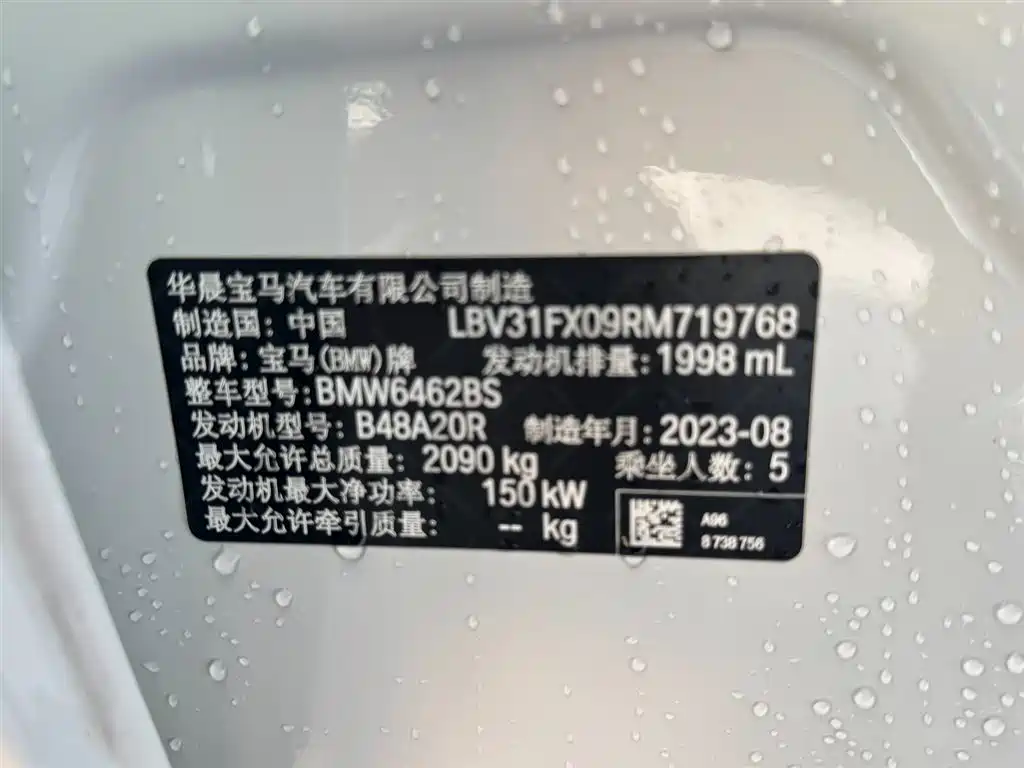 华晨宝马汽车有限公司制造
制造国: 中国 LBV31FX09RM719768
品牌: 宝马(BMW)牌 发动机排量: 1998 mL
整车型号: BMW6462BS
发动机型号: B48A20R 制造年月: 2023-08
最大允许总质量: 2090 kg 乘坐人数: 5
发动机最大净功率: 150 kW
最大允许牵引质量: -- kg
A96
8 738 756